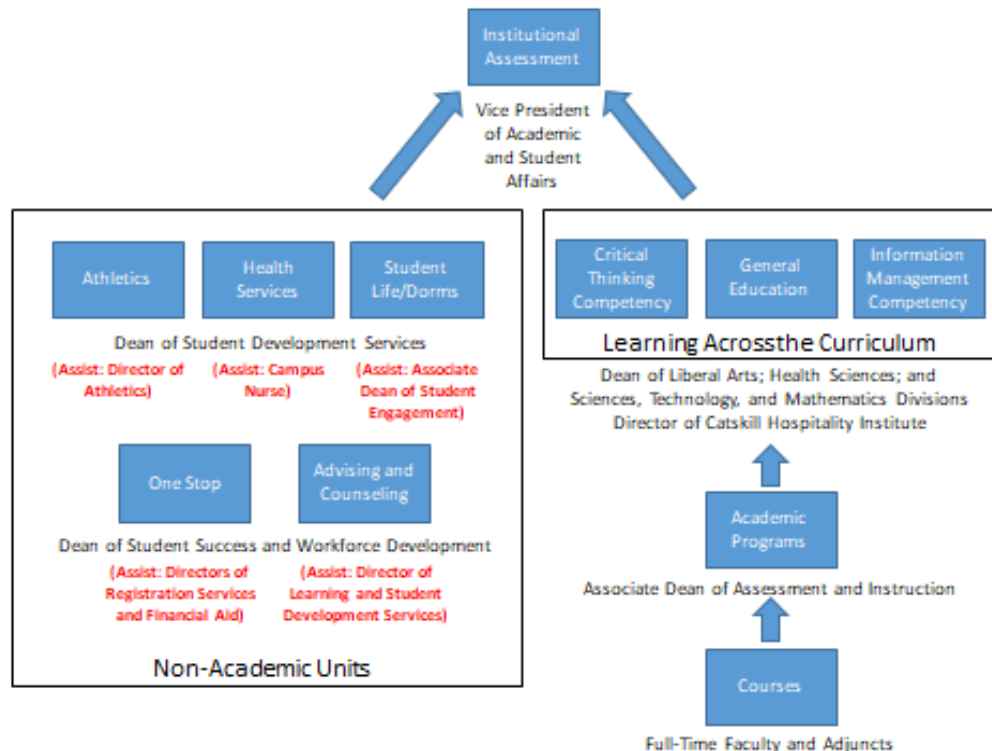 Institutional
Assessment
Vice President
of Academic
and Student
Affairs
Athletics
Health
Services
Student
Life/Dorms
Dean of Student Development Services
(Assist: Director of
Athletics)
(Assist: Campus
Nurse)
(Assist: Associate
Dean of Student
Engagement)
One Stop
Advising and
Counseling
Dean of Student Success and Workforce Development
(Assist: Directors of
Registration Services
and Financial Aid)
(Assist: Director of
Learning and Student
Development Services)
Non-Academic Units
Critical
Thinking
Competency
General
Education
Information
Management
Competency
Learning Acrossthe Curriculum
Dean of Liberal Arts; Health Sciences; and
Sciences, Technology, and Mathematics Divisions
Director of Catskill Hospitality Institute
Academic
Programs
Associate Dean of Assessment and Instruction
Courses
Full-Time Faculty and Adjuncts